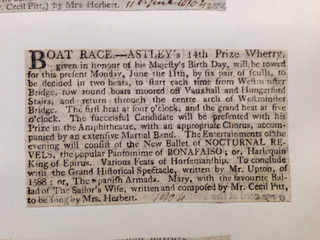 Cecil Pitt,) by Mrs. Herbert.
BOAT RACE.—ASTLEY's 14th Prize Wherry,
given in honour of his Majesty's Birth Day, will be rowed
for this present Monday, June the 11th, by six pair of sculls, to
be decided in two heats, to start each time from Westminster
Bridge, row round boats moored off Vauxhall and Hungerford
Stairs, and return through the centre arch of Westminster
Bridge. The first heat at four o'clock, and the grand heat at five
o'clock. The successful Candidate will be presented with his
Prize in the Amphitheatre, with an appropriate Chorus, accom-
panied by an extensive Martial Band. The Entertainments of the
evening will consist of the New Ballet of NOCTURNAL RE-
VELS, the popular Pantomime of BONAFAISO; or, Harlequin
King of Epirus. Various Feats of Horsemanship. To conclude
with the Grand Historical Spectacle, written by Mr. Upton, of
1588; or, The Spanish Armada. Mary, with the favourite Bal-
lad of The Sailor's Wife, written and composed by Mr. Cecil Pitt,
to be sung by Mrs. Herbert. 1804